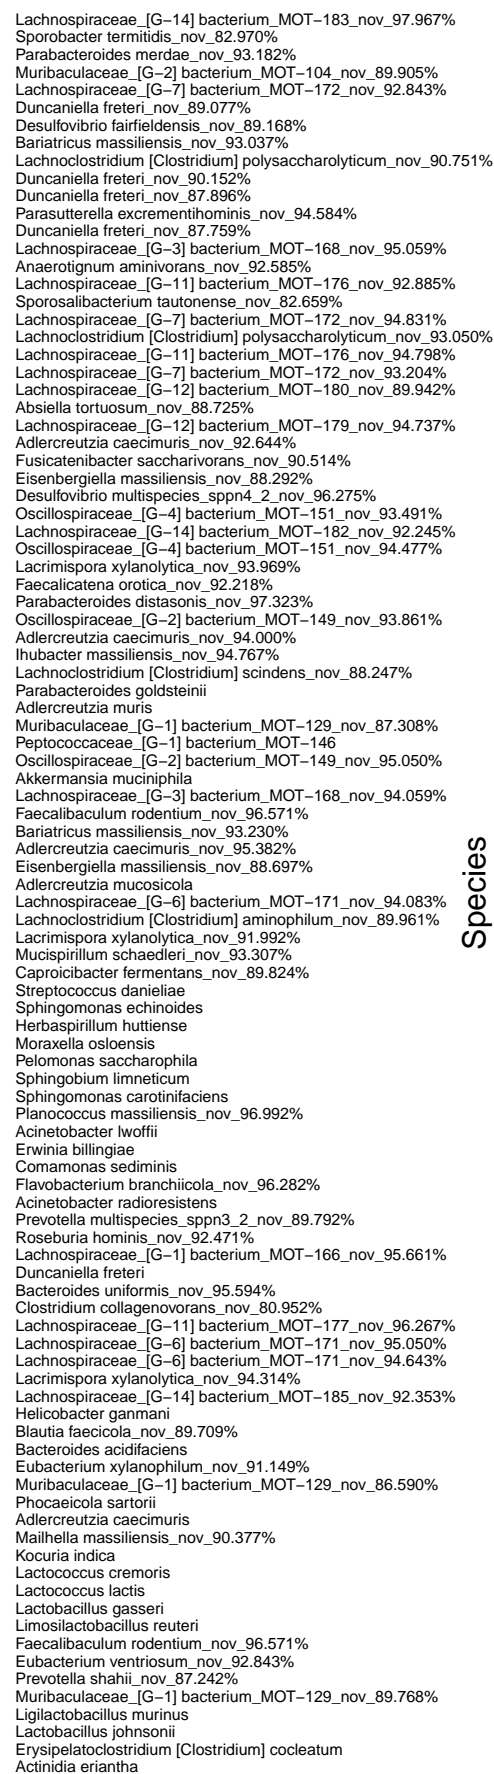 Lachnospiraceae_[G−14] bacterium_MOT−183_nov_97.967%
Sporobacter termitidis_nov_82.970%
Parabacteroides merdae_nov_93.182%
Muribaculaceae_[G−2] bacterium_MOT−104_nov_89.905%
Lachnospiraceae_[G−7] bacterium_MOT−172_nov_92.843%
Duncaniella freteri_nov_89.077%
Desulfovibrio fairfieldensis_nov_89.168%
Bariatricus massiliensis_nov_93.037%
Lachnoclostridium [Clostridium] polysaccharolyticum_nov_90.751%
Duncaniella freteri_nov_90.152%
Duncaniella freteri_nov_87.896%
Parasutterella excrementihominis_nov_94.584%
Duncaniella freteri_nov_87.759%
Lachnospiraceae_[G−3] bacterium_MOT−168_nov_95.059%
Anaerotignum aminivorans_nov_92.585%
Lachnospiraceae_[G−11] bacterium_MOT−176_nov_92.885%
Sporosalibacterium tautonense_nov_82.659%
Lachnospiraceae_[G−7] bacterium_MOT−172_nov_94.831%
Lachnoclostridium [Clostridium] polysaccharolyticum_nov_93.050%
Lachnospiraceae_[G−11] bacterium_MOT−176_nov_94.798%
Lachnospiraceae_[G−7] bacterium_MOT−172_nov_93.204%
Lachnospiraceae_[G−12] bacterium_MOT−180_nov_89.942%
Absiella tortuosum_nov_88.725%
Lachnospiraceae_[G−12] bacterium_MOT−179_nov_94.737%
Adlercreutzia caecimuris_nov_92.644%
Fusicatenibacter saccharivorans_nov_90.514%
Eisenbergiella massiliensis_nov_88.292%
Desulfovibrio multispecies_sppn4_2_nov_96.275%
Oscillospiraceae_[G−4] bacterium_MOT−151_nov_93.491%
Lachnospiraceae_[G−14] bacterium_MOT−182_nov_92.245%
Oscillospiraceae_[G−4] bacterium_MOT−151_nov_94.477%
Lacrimispora xylanolytica_nov_93.969%
Faecalicatena orotica_nov_92.218%
Parabacteroides distasonis_nov_97.323%
Oscillospiraceae_[G−2] bacterium_MOT−149_nov_93.861%
Adlercreutzia caecimuris_nov_94.000%
Ihubacter massiliensis_nov_94.767%
Lachnoclostridium [Clostridium] scindens_nov_88.247%
Parabacteroides goldsteinii
Adlercreutzia muris
Muribaculaceae_[G−1] bacterium_MOT−129_nov_87.308%
Peptococcaceae_[G−1] bacterium_MOT−146
Oscillospiraceae_[G−2] bacterium_MOT−149_nov_95.050%
Akkermansia muciniphila
Lachnospiraceae_[G−3] bacterium_MOT−168_nov_94.059%
Faecalibaculum rodentium_nov_96.571%
Bariatricus massiliensis_nov_93.230%
Adlercreutzia caecimuris_nov_95.382%
Eisenbergiella massiliensis_nov_88.697%
Adlercreutzia mucosicola
Lachnospiraceae_[G−6] bacterium_MOT−171_nov_94.083%
Lachnoclostridium [Clostridium] aminophilum_nov_89.961%
Lacrimispora xylanolytica_nov_91.992%
Mucispirillum schaedleri_nov_93.307%
Caproicibacter fermentans_nov_89.824%
Streptococcus danieliae
Sphingomonas echinoides
Herbaspirillum huttiense
Moraxella osloensis
Pelomonas saccharophila
Sphingobium limneticum
Sphingomonas carotinifaciens
Planococcus massiliensis_nov_96.992%
Acinetobacter lwoffii
Erwinia billingiae
Comamonas sediminis
Flavobacterium branchiicola_nov_96.282%
Acinetobacter radioresistens
Prevotella multispecies_sppn3_2_nov_89.792%
Roseburia hominis_nov_92.471%
Lachnospiraceae_[G−1] bacterium_MOT−166_nov_95.661%
Duncaniella freteri
Bacteroides uniformis_nov_95.594%
Clostridium collagenovorans_nov_80.952%
Lachnospiraceae_[G−11] bacterium_MOT−177_nov_96.267%
Lachnospiraceae_[G−6] bacterium_MOT−171_nov_95.050%
Lachnospiraceae_[G−6] bacterium_MOT−171_nov_94.643%
Lacrimispora xylanolytica_nov_94.314%
Lachnospiraceae_[G−14] bacterium_MOT−185_nov_92.353%
Helicobacter ganmani
Blautia faecicola_nov_89.709%
Bacteroides acidifaciens
Eubacterium xylanophilum_nov_91.149%
Muribaculaceae_[G−1] bacterium_MOT−129_nov_86.590%
Phocaeicola sartorii
Adlercreutzia caecimuris
Mailhella massiliensis_nov_90.377%
Kocuria indica
Lactococcus cremoris
Lactococcus lactis
Lactobacillus gasseri
Limosilactobacillus reuteri
Faecalibaculum rodentium_nov_96.571%
Eubacterium ventriosum_nov_92.843%
Prevotella shahii_nov_87.242%
Muribaculaceae_[G−1] bacterium_MOT−129_nov_89.768%
Ligilactobacillus murinus
Lactobacillus johnsonii
Erysipelatoclostridium [Clostridium] cocleatum
Actinidia eriantha
Species